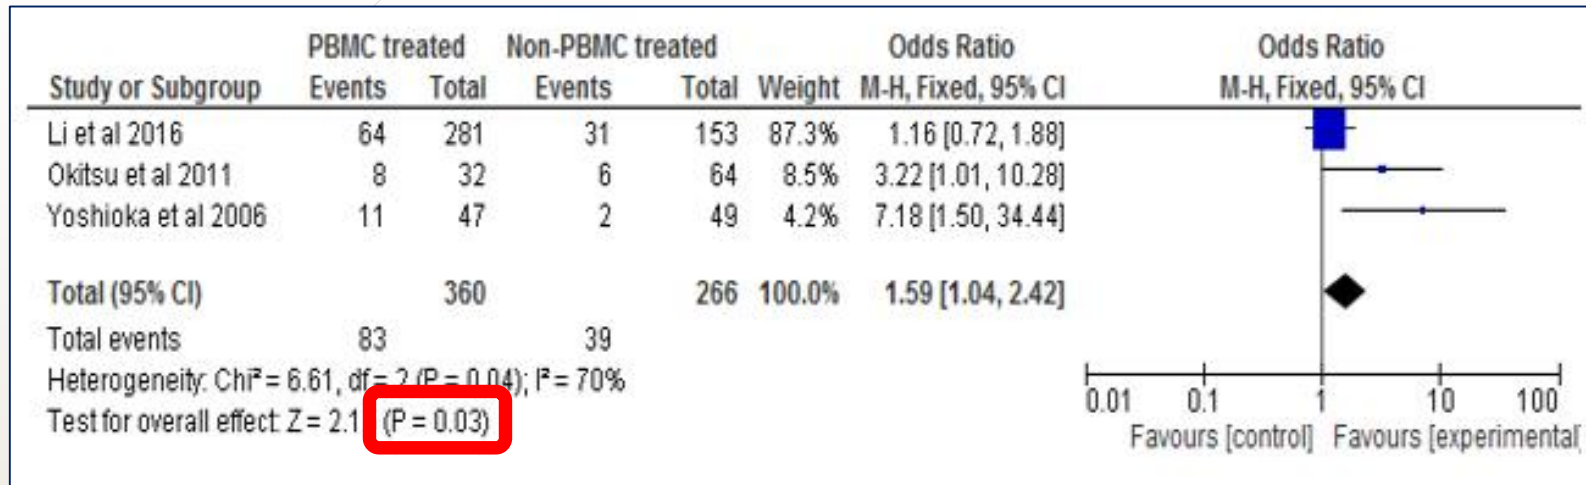 PBMC treated Non-PBMC treated Odds Ratio Odds Ratio
Study or Subgroup Events Total Events Total Weight M-H, Fixed, 95% CI M-H, Fixed, 95% CI
Li et al 2016 64 281 31 153 87.3% 1.16 [0.72, 1.88]
Okitsu et al 2011 8 32 6 64 8.5% 3.22 [1.01, 10.28]
Yoshioka et al 2006 11 47 2 49 4.2% 7.18 [1.50, 34.44]
Total (95% CI) 360 266 100.0% 1.59 [1.04, 2.42]
Total events 83 39
Heterogeneity: Chi² = 6.61, df = 2 (P = 0.04); I² = 70%
Test for overall effect: Z = 2.1 (P = 0.03)
0.01 0.1 1 10 100
Favours [control] Favours [experimental]